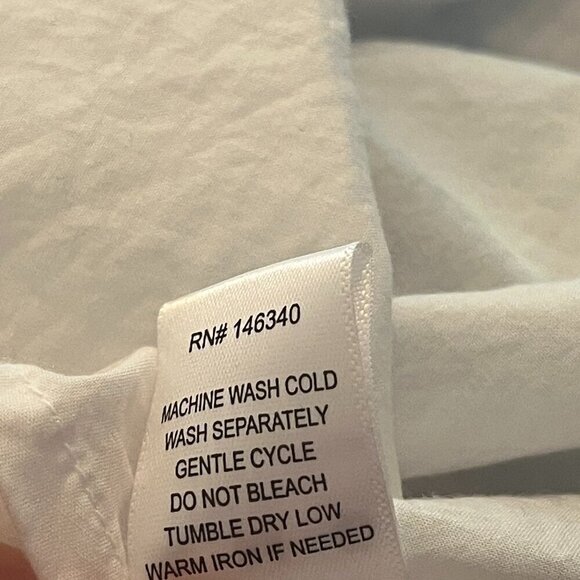 RN# 146340
MACHINE WASH COLD
WASH SEPARATELY
GENTLE CYCLE
DO NOT BLEACH
TUMBLE DRY LOW
WARM IRON IF NEEDED